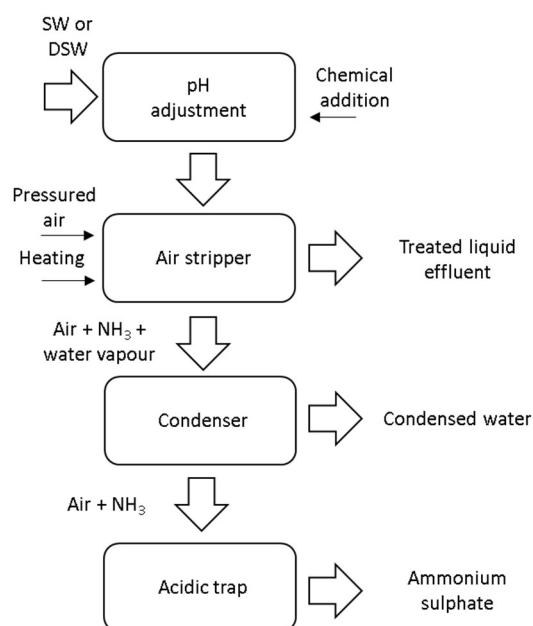 SW or
DSW
pH
adjustment
Chemical
addition
Pressured
air
Heating
Air stripper
Treated liquid
effluent
Air + NH₃ +
water vapour
Condenser
Condensed water
Air + NH₃
Acidic trap
Ammonium
sulphate